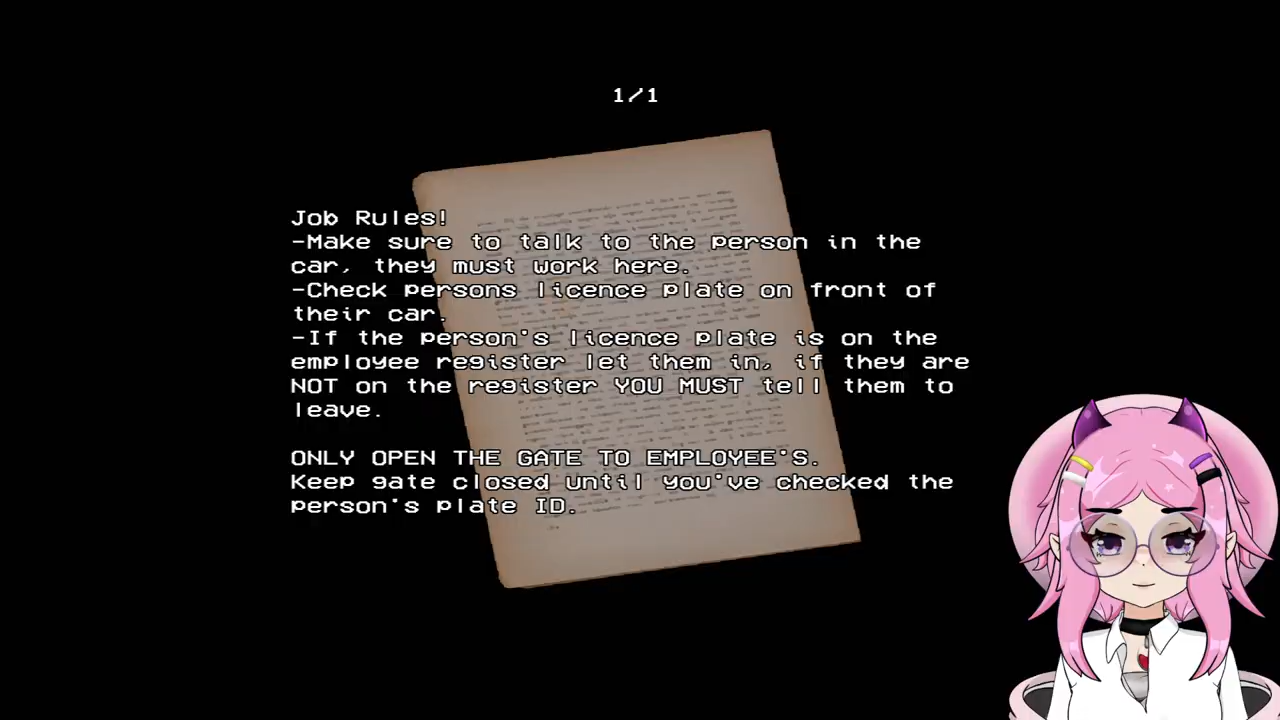 1/1
Job Rules!
-Make sure to talk to the person in the
car, they must work here.
-Check persons licence plate on front of
their car.
-If the person's licence plate is on the
employee register let them in, if they are
NOT on the register YOU MUST tell them to
leave.
ONLY OPEN THE GATE TO EMPLOYEE'S.
Keep gate closed until you've checked the
person's plate ID.